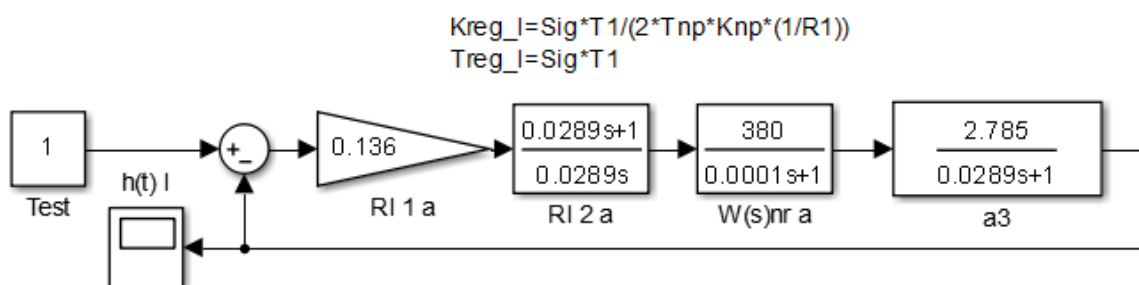 Kreg_I=Sig*T1/(2*Tnp*Knp*(1/R1))
Treg_I=Sig*T1
1
Test
+
−
0.136
RI 1 a
0.0289s+1
0.0289s
RI 2 a
380
0.0001s+1
W(s)nr a
2.785
0.0289s+1
a3
h(t) I